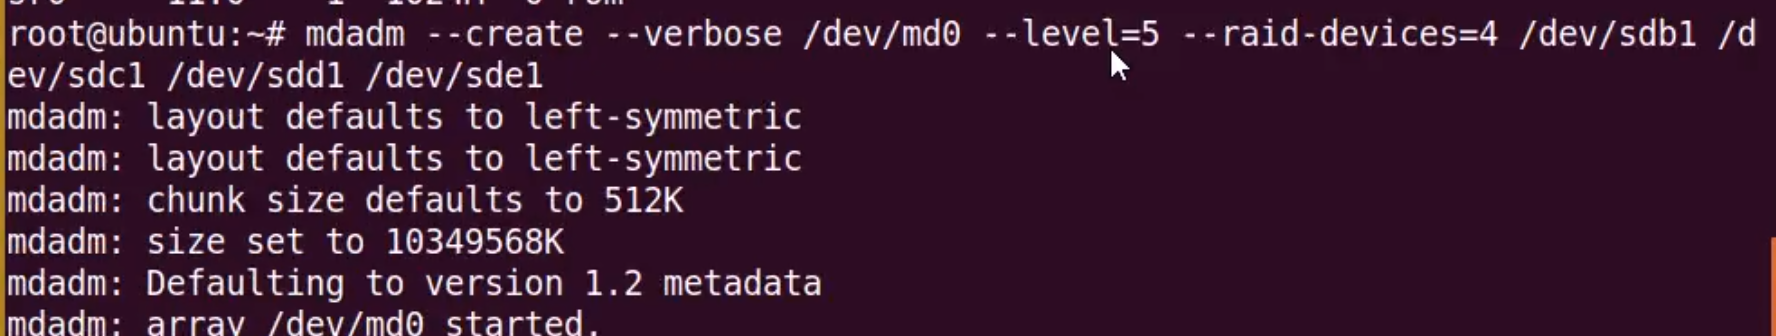 root@ubuntu:~# mdadm --create --verbose /dev/md0 --level=5 --raid-devices=4 /dev/sdb1 /d
ev/sdc1 /dev/sdd1 /dev/sde1
mdadm: layout defaults to left-symmetric
mdadm: layout defaults to left-symmetric
mdadm: chunk size defaults to 512K
mdadm: size set to 10349568K
mdadm: Defaulting to version 1.2 metadata
mdadm: array /dev/md0 started.